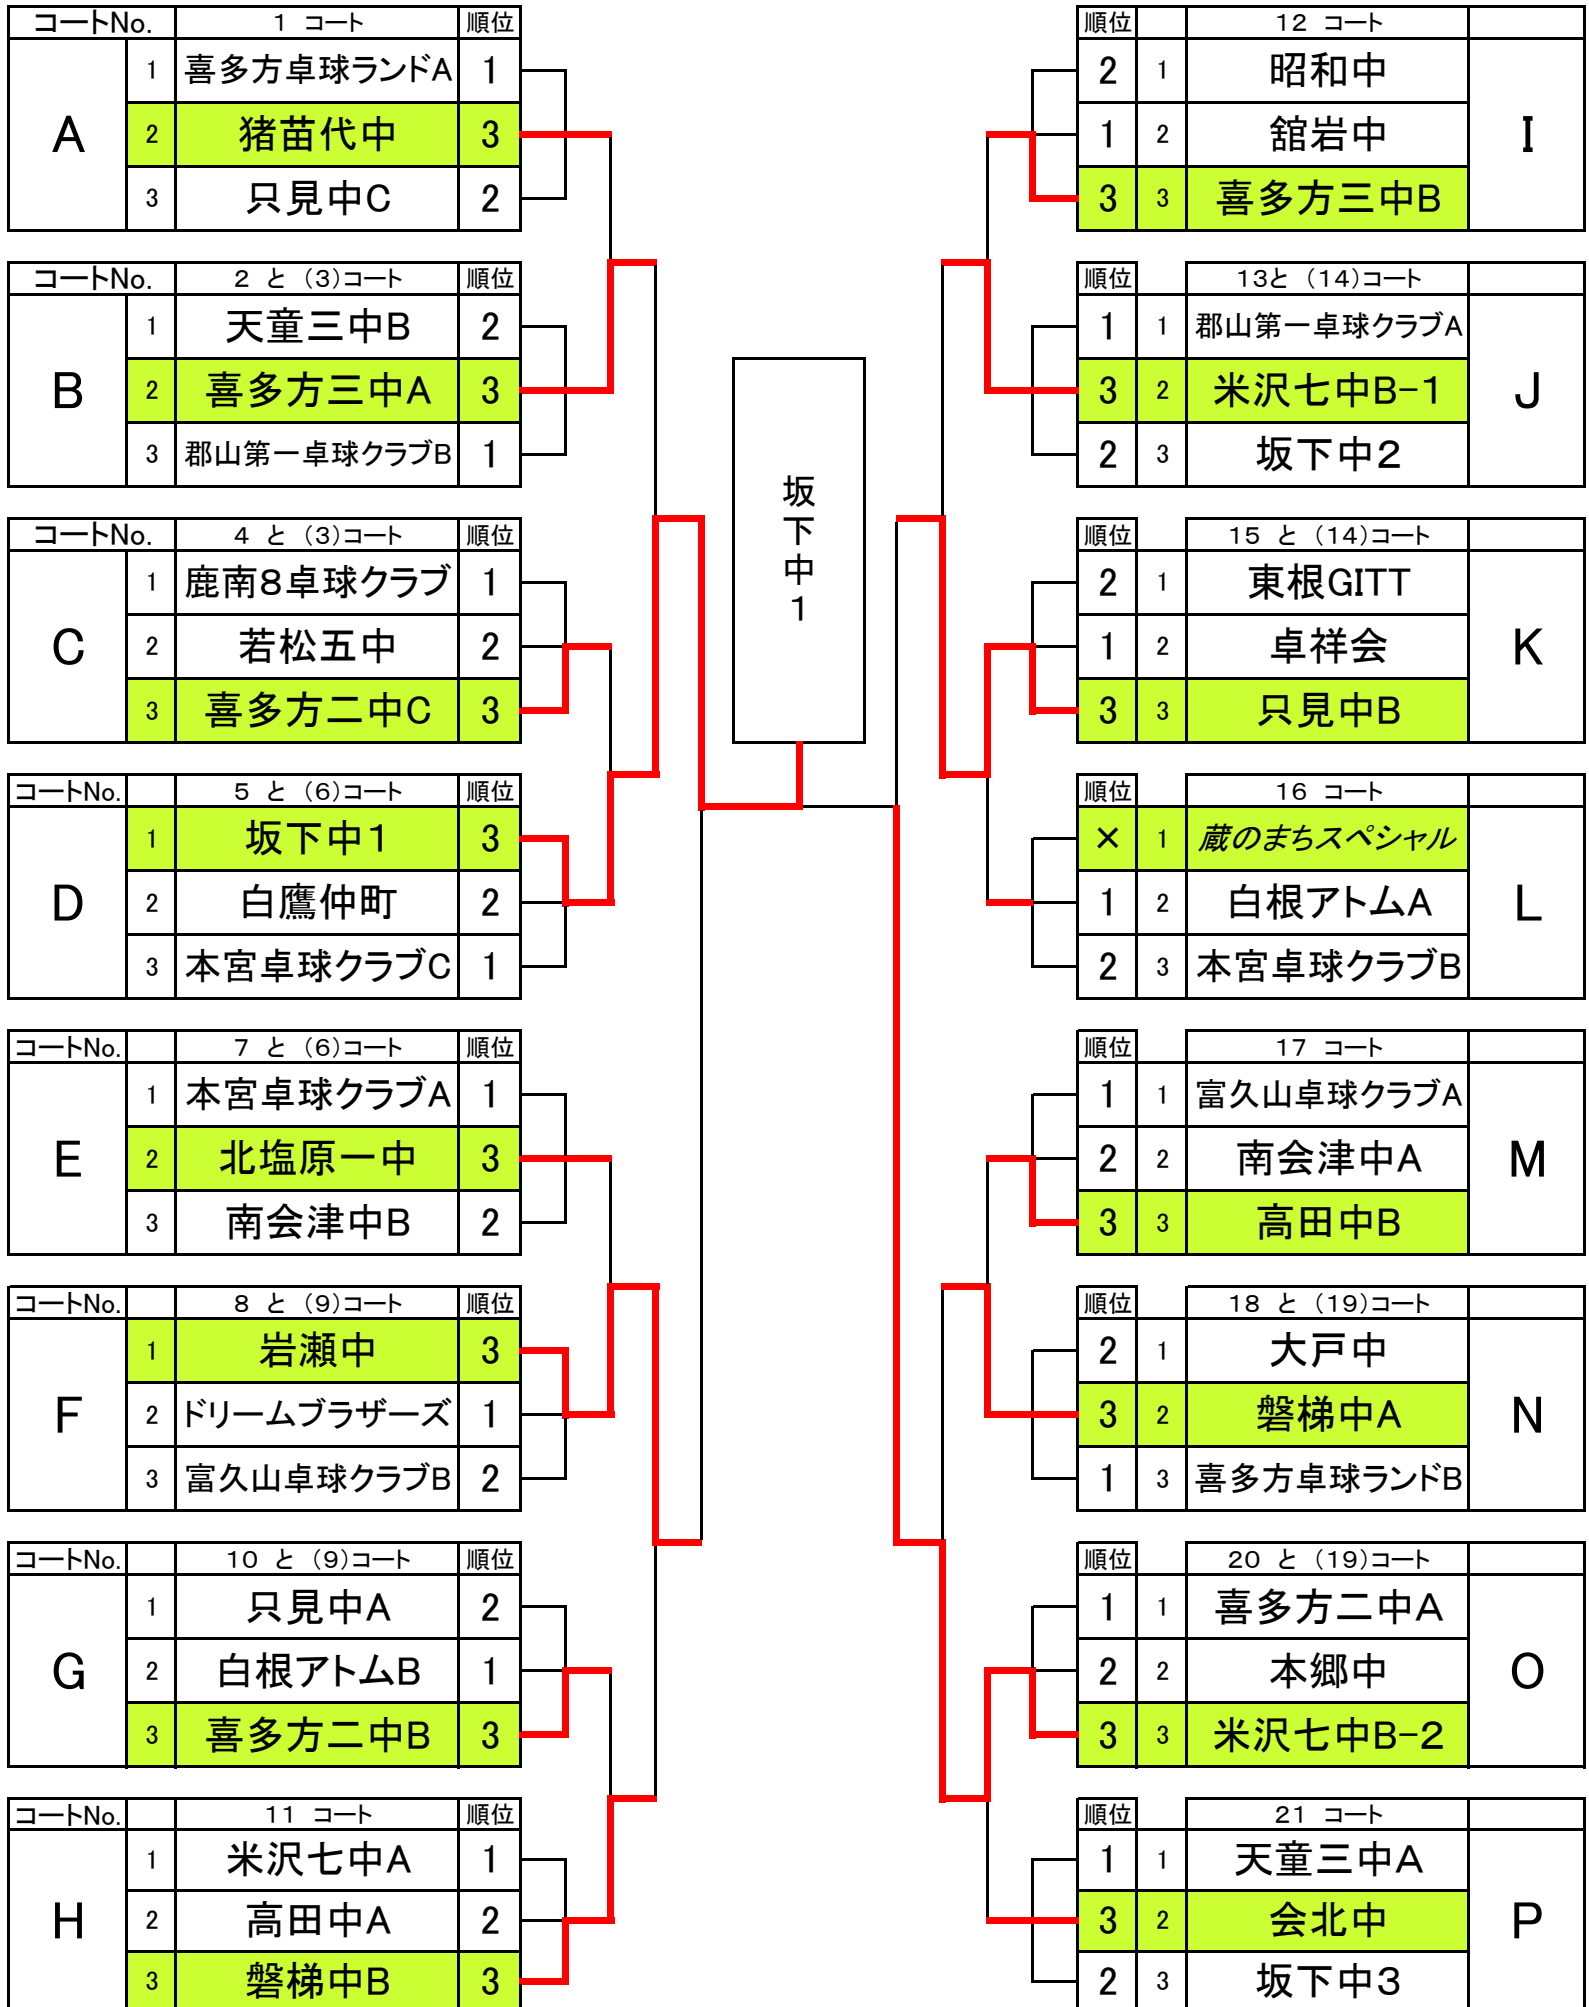 コートNo. 1 コート 順位
A
1 喜多方卓球ランドA 1
2 猪苗代中 3
3 只見中C 2
コートNo. 2 と (3)コート 順位
B
1 天童三中B 2
2 喜多方三中A 3
3 郡山第一卓球クラブB 1
コートNo. 4 と (3)コート 順位
C
1 鹿南8卓球クラブ 1
2 若松五中 2
3 喜多方二中C 3
コートNo. 5 と (6)コート 順位
D
1 坂下中1 3
2 白鷹仲町 2
3 本宮卓球クラブC 1
コートNo. 7 と (6)コート 順位
E
1 本宮卓球クラブA 1
2 北塩原一中 3
3 南会津中B 2
コートNo. 8 と (9)コート 順位
F
1 岩瀬中 3
2 ドリームブラザーズ 1
3 富久山卓球クラブB 2
コートNo. 10 と (9)コート 順位
G
1 只見中A 2
2 白根アトムB 1
3 喜多方二中B 3
コートNo. 11 コート 順位
H
1 米沢七中A 1
2 高田中A 2
3 磐梯中B 3
坂下中1
順位 12 コート
2 1 昭和中
1 2 舘岩中
3 3 喜多方三中B
I
順位 13と (14)コート
1 1 郡山第一卓球クラブA
3 2 米沢七中B-1
2 3 坂下中2
J
順位 15 と (14)コート
2 1 東根GITT
1 2 卓祥会
3 3 只見中B
K
順位 16 コート
× 1 蔵のまちスペシャル
1 2 白根アトムA
2 3 本宮卓球クラブB
L
順位 17 コート
1 1 富久山卓球クラブA
2 2 南会津中A
3 3 高田中B
M
順位 18 と (19)コート
2 1 大戸中
3 2 磐梯中A
1 3 喜多方卓球ランドB
N
順位 20 と (19)コート
1 1 喜多方二中A
2 2 本郷中
3 3 米沢七中B-2
O
順位 21 コート
1 1 天童三中A
3 2 会北中
2 3 坂下中3
P